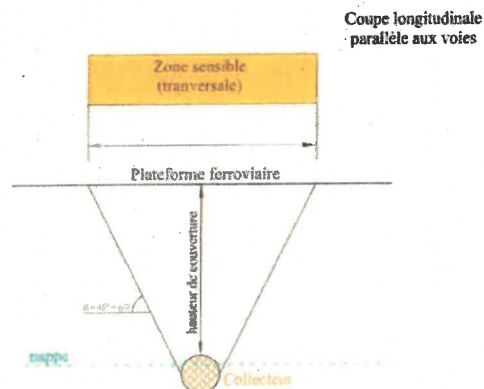 Coupe longitudinale
parallèle aux voies
Zone sensible
(tranversale)
Plateforme ferroviaire
hauteur de couverture
nappe
Collecteur